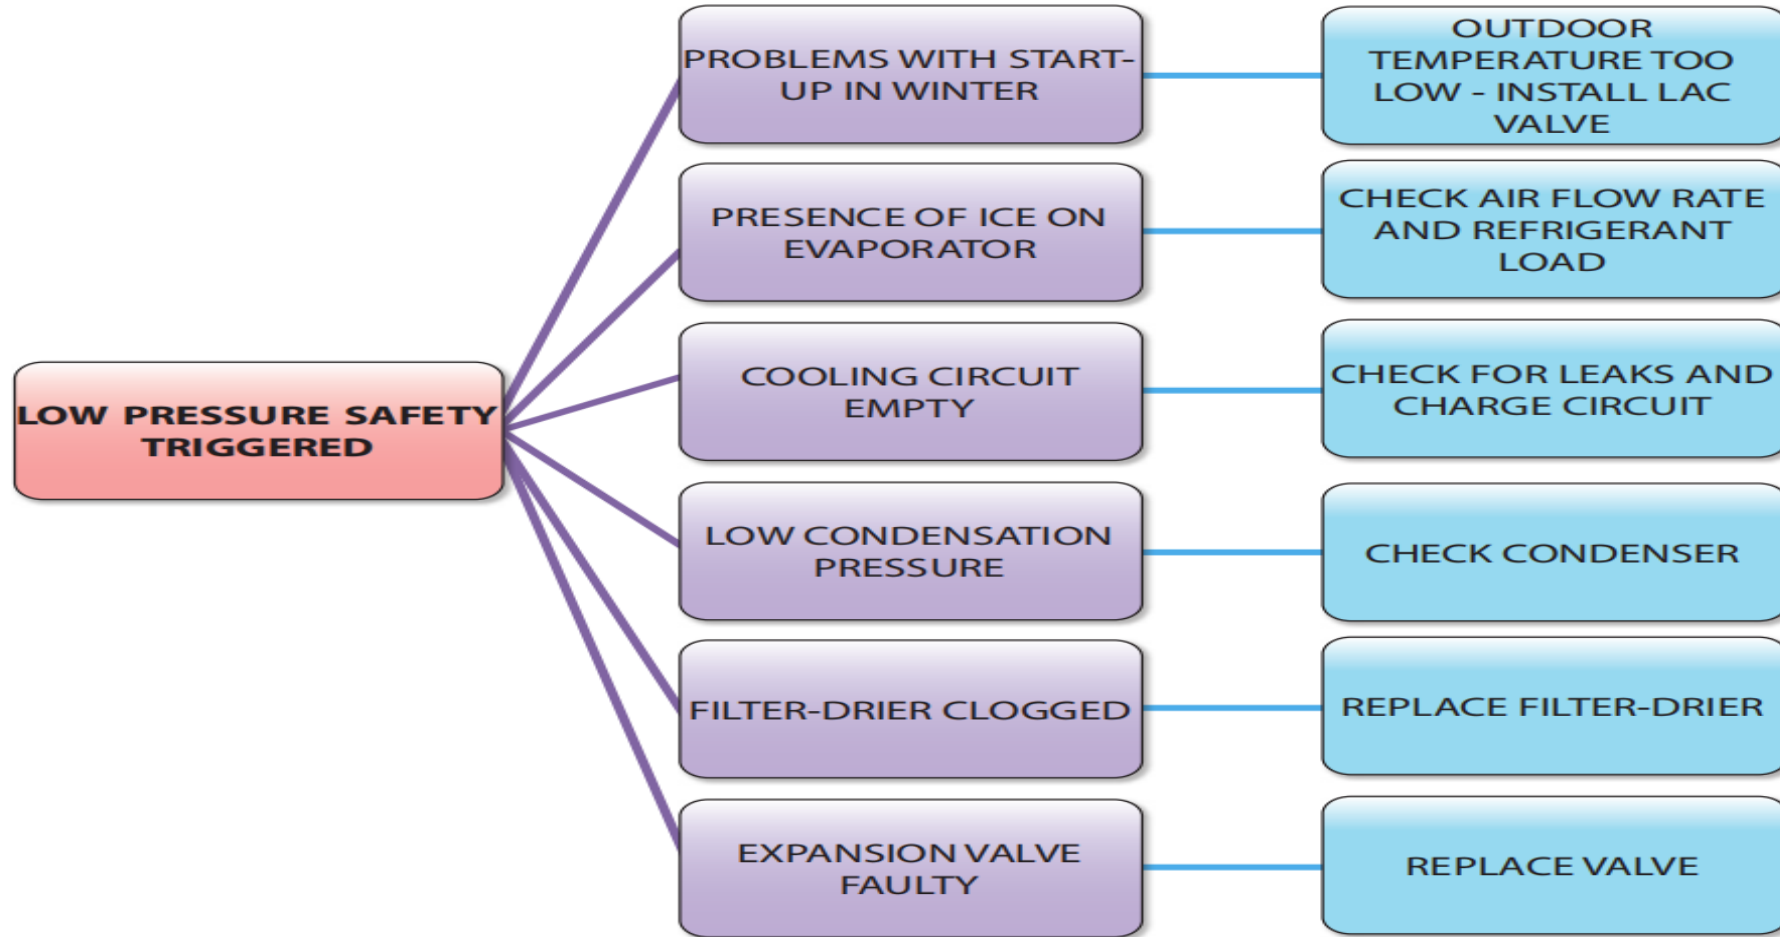 LOW PRESSURE SAFETY
TRIGGERED
PROBLEMS WITH START-
UP IN WINTER
OUTDOOR
TEMPERATURE TOO
LOW - INSTALL LAC
VALVE
PRESENCE OF ICE ON
EVAPORATOR
CHECK AIR FLOW RATE
AND REFRIGERANT
LOAD
COOLING CIRCUIT
EMPTY
CHECK FOR LEAKS AND
CHARGE CIRCUIT
LOW CONDENSATION
PRESSURE
CHECK CONDENSER
FILTER-DRIER CLOGGED
REPLACE FILTER-DRIER
EXPANSION VALVE
FAULTY
REPLACE VALVE